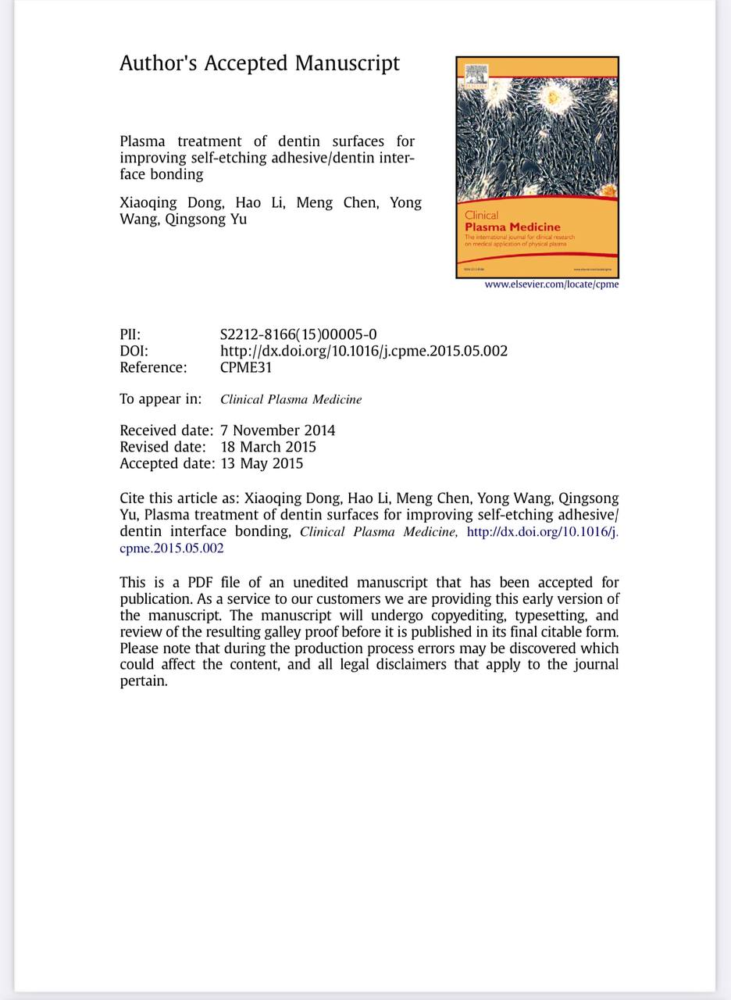 Author's Accepted Manuscript
Plasma treatment of dentin surfaces for
improving self-etching adhesive/dentin inter-
face bonding
Xiaoqing Dong, Hao Li, Meng Chen, Yong
Wang, Qingsong Yu
ELSEVIER
Clinical
Plasma Medicine
The international journal for clinical research
on medical application of physical plasma
www.elsevier.com/locate/cpme
www.elsevier.com/locate/cpme
PII: S2212-8166(15)00005-0
DOI: http://dx.doi.org/10.1016/j.cpme.2015.05.002
Reference: CPME31
To appear in: Clinical Plasma Medicine
Received date: 7 November 2014
Revised date: 18 March 2015
Accepted date: 13 May 2015
Cite this article as: Xiaoqing Dong, Hao Li, Meng Chen, Yong Wang, Qingsong
Yu, Plasma treatment of dentin surfaces for improving self-etching adhesive/
dentin interface bonding, Clinical Plasma Medicine, http://dx.doi.org/10.1016/j.
cpme.2015.05.002
This is a PDF file of an unedited manuscript that has been accepted for
publication. As a service to our customers we are providing this early version of
the manuscript. The manuscript will undergo copyediting, typesetting, and
review of the resulting galley proof before it is published in its final citable form.
Please note that during the production process errors may be discovered which
could affect the content, and all legal disclaimers that apply to the journal
pertain.